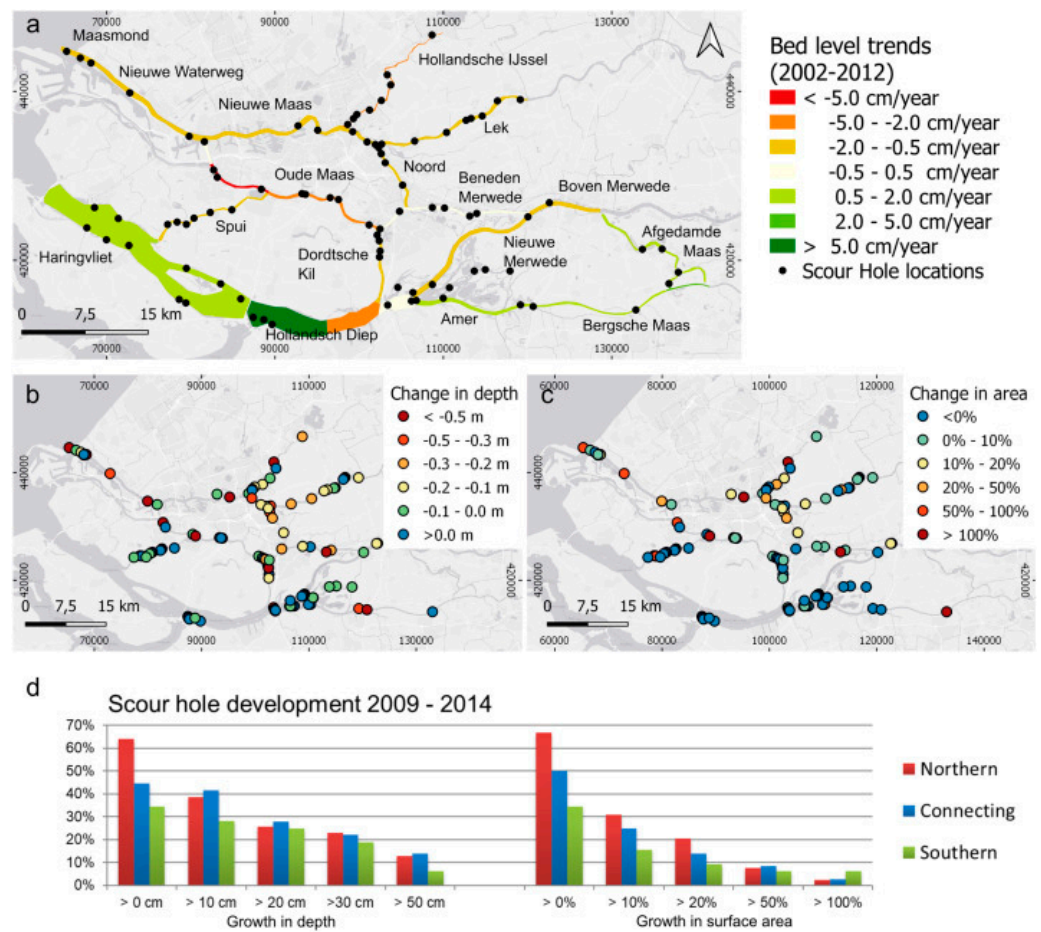 a
70000 90000 110000 130000
Maasmond
Nieuwe Waterweg
Hollandsche IJssel
440000 440000
Nieuwe Maas
Lek
Noord
Oude Maas
Beneden
Merwede
Boven Merwede
Spui
Nieuwe
Merwede
Afgedamde
Maas
Haringvliet
Dordtsche
Kil
420000 420000
0 7,5 15 km
Hollandsch Diep
Amer
Bergsche Maas
70000 90000 110000 130000
Bed level trends
(2002-2012)
< -5.0 cm/year
-5.0 - -2.0 cm/year
-2.0 - -0.5 cm/year
-0.5 - 0.5 cm/year
0.5 - 2.0 cm/year
2.0 - 5.0 cm/year
> 5.0 cm/year
Scour Hole locations
b
70000 90000 110000
Change in depth
< -0.5 m
-0.5 - -0.3 m
-0.3 - -0.2 m
-0.2 - -0.1 m
-0.1 - 0.0 m
>0.0 m
440000
420000 420000
0 7,5 15 km
70000 90000 110000 130000
c
60000 80000 100000 120000
Change in area
<0%
0% - 10%
10% - 20%
20% - 50%
50% - 100%
> 100%
440000
420000 420000
0 7,5 15 km
60000 80000 100000 120000 140000
d
Scour hole development 2009 - 2014
70%
60%
50%
40%
30%
20%
10%
0%
> 0 cm > 10 cm > 20 cm >30 cm > 50 cm > 0% > 10% > 20% > 50% > 100%
Growth in depth Growth in surface area
Northern
Connecting
Southern